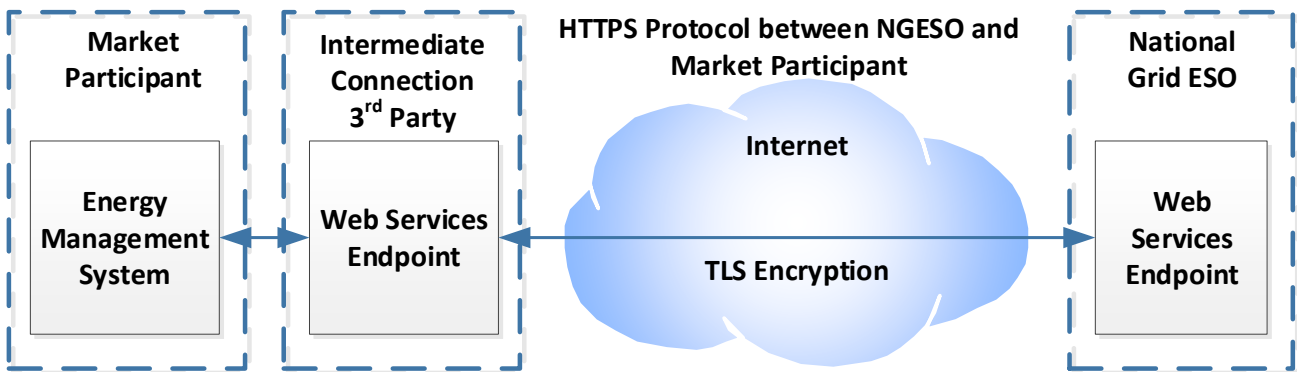 Market
Participant
Energy
Management
System
Intermediate
Connection
3rd Party
Web Services
Endpoint
HTTPS Protocol between NGESO and
Market Participant
Internet
TLS Encryption
National
Grid ESO
Web
Services
Endpoint